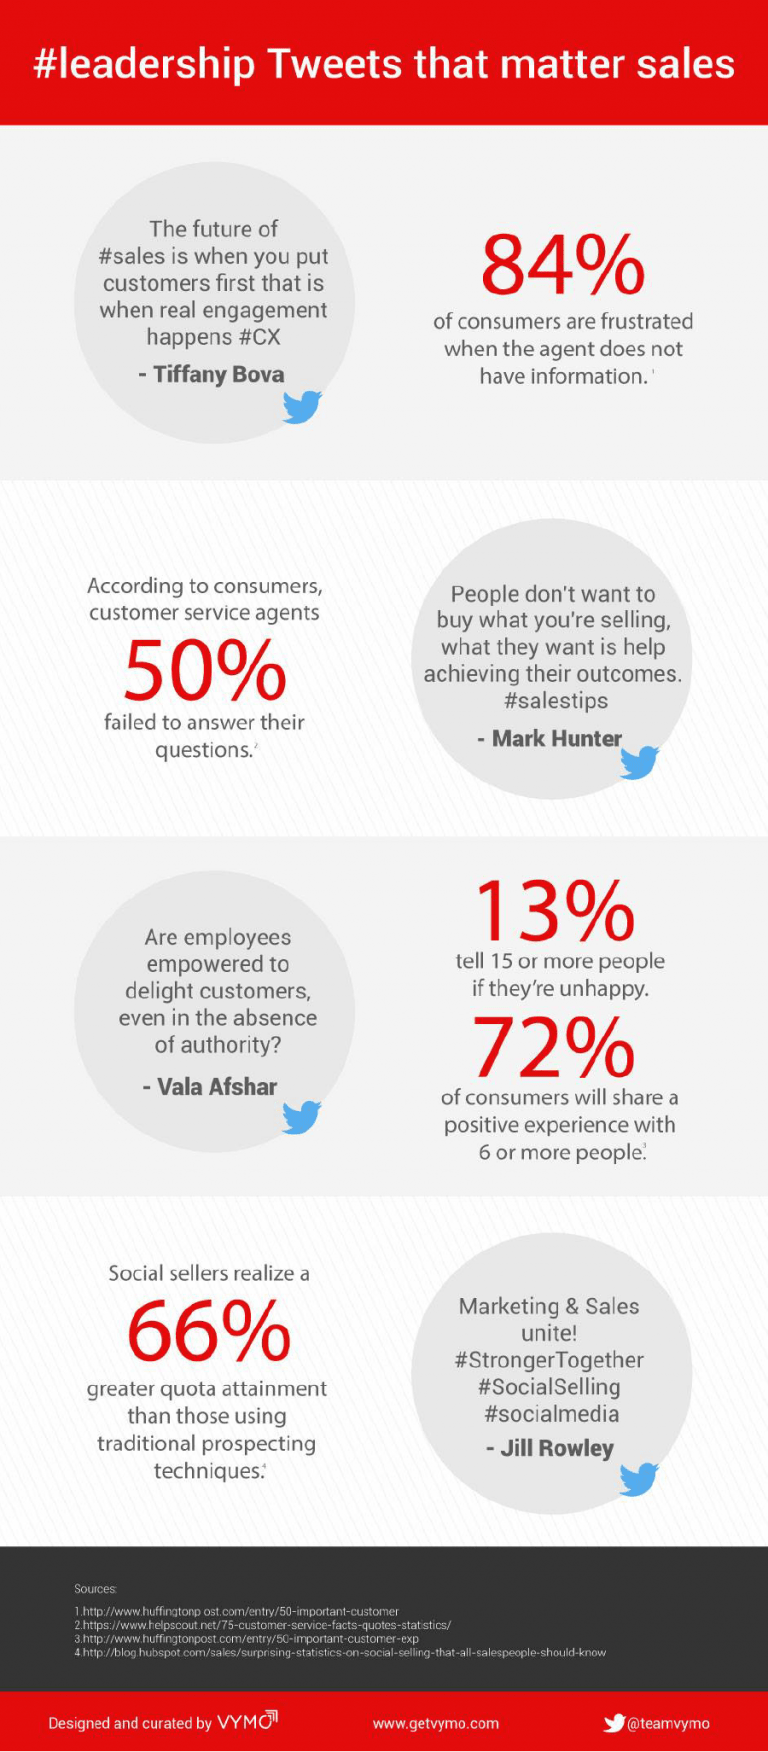 #leadership Tweets that matter sales
The future of
#sales is when you put
customers first that is
when real engagement
happens #CX
- Tiffany Bova
84%
of consumers are frustrated
when the agent does not
have information.¹
According to consumers,
customer service agents
50%
failed to answer their
questions.²
People don't want to
buy what you're selling,
what they want is help
achieving their outcomes.
#salestips
- Mark Hunter
Are employees
empowered to
delight customers,
even in the absence
of authority?
- Vala Afshar
13%
tell 15 or more people
if they're unhappy.
72%
of consumers will share a
positive experience with
6 or more people.³
Social sellers realize a
66%
greater quota attainment
than those using
traditional prospecting
techniques.⁴
Marketing & Sales
unite!
#StrongerTogether
#SocialSelling
#socialmedia
- Jill Rowley
Sources:
1.http://www.huffingtonp ost.com/entry/50-important-customer
2.https://www.helpscout.net/75-customer-service-facts-quotes-statistics/
3.http://www.huffingtonpost.com/entry/50-important-customer-exp
4.http://blog.hubspot.com/sales/surprising-statistics-on-social-selling-that-all-salespeople-should-know
Designed and curated by VYMO
www.getvymo.com
@teamvymo